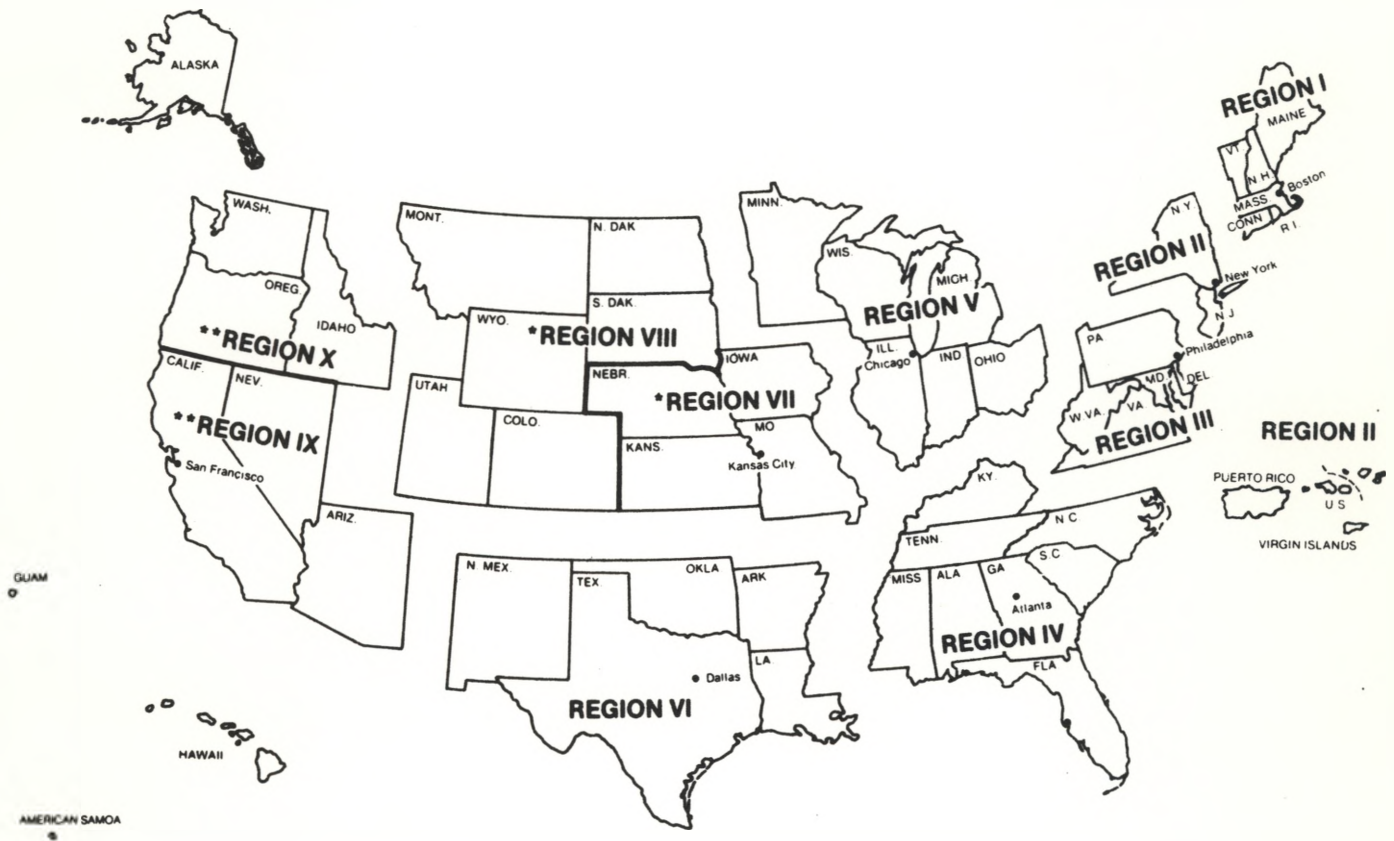 ALASKA
REGION I
MAINE
VT
N H
Boston
MASS
CONN
R I.
WASH.
MONT.
N. DAK
MINN.
N Y
REGION II
New York
N J
OREG.
IDAHO
**REGION X
WYO.
S. DAK.
*REGION VIII
WIS.
MICH
REGION V
PA
Philadelphia
CALIF.
NEV.
UTAH
NEBR.
IOWA
ILL.
Chicago
IND
OHIO
MD
DEL
**REGION IX
*REGION VII
COLO.
MO
W VA.
VA
REGION III
REGION II
San Francisco
KANS.
Kansas City
KY.
PUERTO RICO
U S
VIRGIN ISLANDS
ARIZ.
TENN.
N C
S C
GUAM
N. MEX.
TEX
OKLA
ARK
MISS
ALA
GA
Atlanta
REGION IV
LA
Dallas
FLA
REGION VI
HAWAII
AMERICAN SAMOA